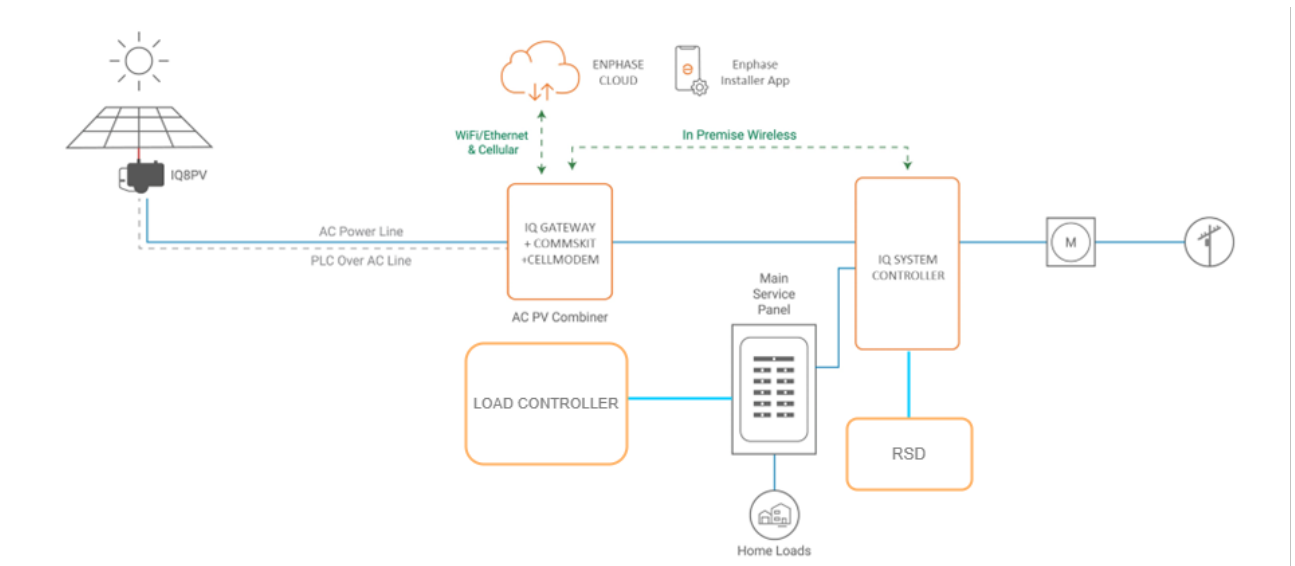 ENPHASE
CLOUD
Enphase
Installer App
WiFi/Ethernet
& Cellular
In Premise Wireless
IQ8PV
AC Power Line
PLC Over AC Line
IQ GATEWAY
+ COMMSKIT
+CELLMODEM
AC PV Combiner
IQ SYSTEM
CONTROLLER
M
Main
Service
Panel
LOAD CONTROLLER
RSD
Home Loads